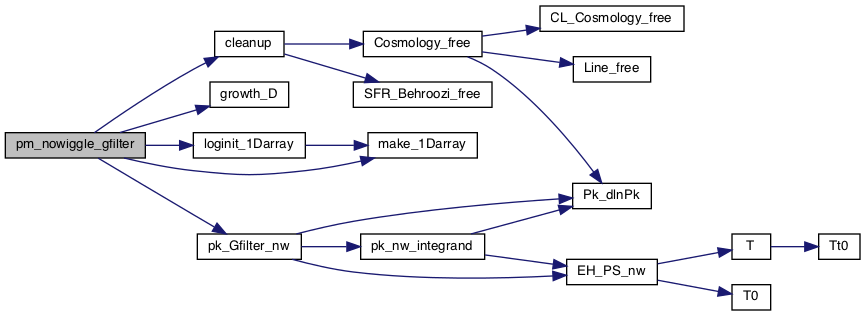 CL_Cosmology_free
cleanup
Cosmology_free
Line_free
growth_D
SFR_Behroozi_free
pm_nowiggle_gfilter
loginit_1Darray
make_1Darray
Pk_dlnPk
pk_Gfilter_nw
pk_nw_integrand
T
Tt0
EH_PS_nw
T0